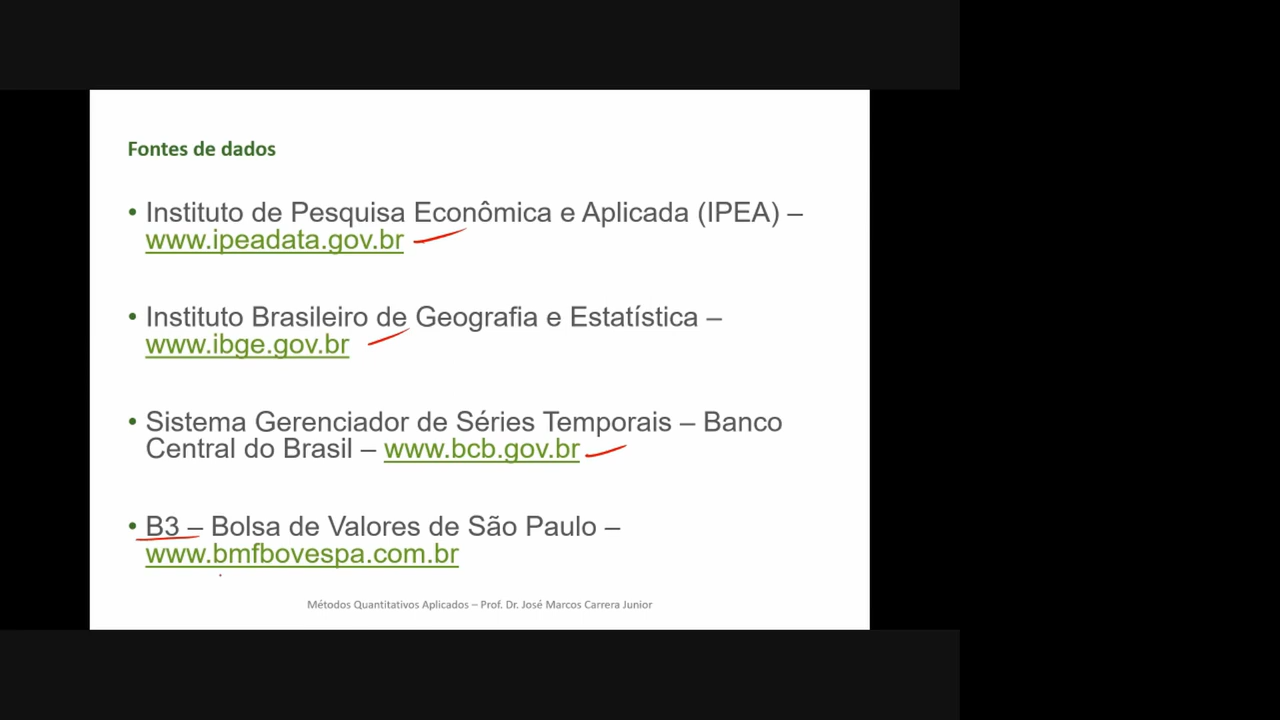 Fontes de dados
• Instituto de Pesquisa Econômica e Aplicada (IPEA) –
www.ipeadata.gov.br
• Instituto Brasileiro de Geografia e Estatística –
www.ibge.gov.br
• Sistema Gerenciador de Séries Temporais – Banco
Central do Brasil – www.bcb.gov.br
• B3 – Bolsa de Valores de São Paulo –
www.bmfbovespa.com.br
Métodos Quantitativos Aplicados – Prof. Dr. José Marcos Carrera Junior